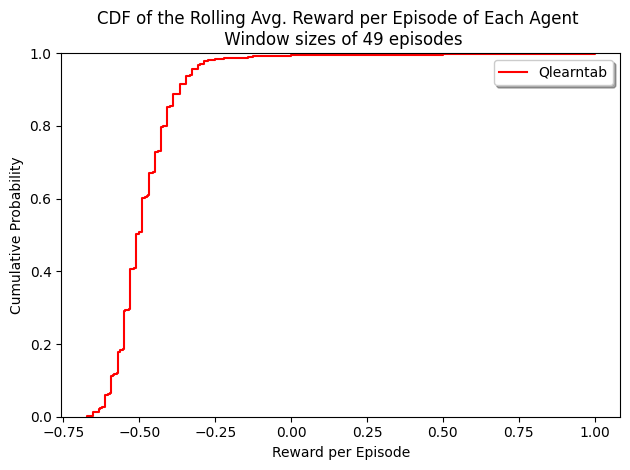 CDF of the Rolling Avg. Reward per Episode of Each Agent
Window sizes of 49 episodes
Qlearntab
1.0
0.8
0.6
0.4
0.2
0.0
Cumulative Probability
−0.75 −0.50 −0.25 0.00 0.25 0.50 0.75 1.00
Reward per Episode